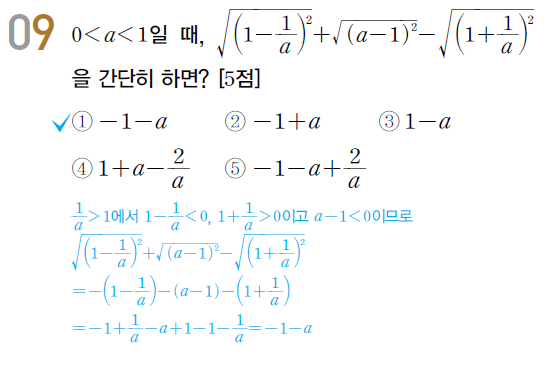 09 0<a<1일 때, √(1−1/a)²+√(a−1)²−√(1+1/a)²
을 간단히 하면? [5점]
① −1−a ② −1+a ③ 1−a
④ 1+a−2/a ⑤ −1−a+2/a
1/a>1에서 1−1/a<0, 1+1/a>0이고 a−1<0이므로
√(1−1/a)²+√(a−1)²−√(1+1/a)²
=−(1−1/a)−(a−1)−(1+1/a)
=−1+1/a−a+1−1−1/a=−1−a